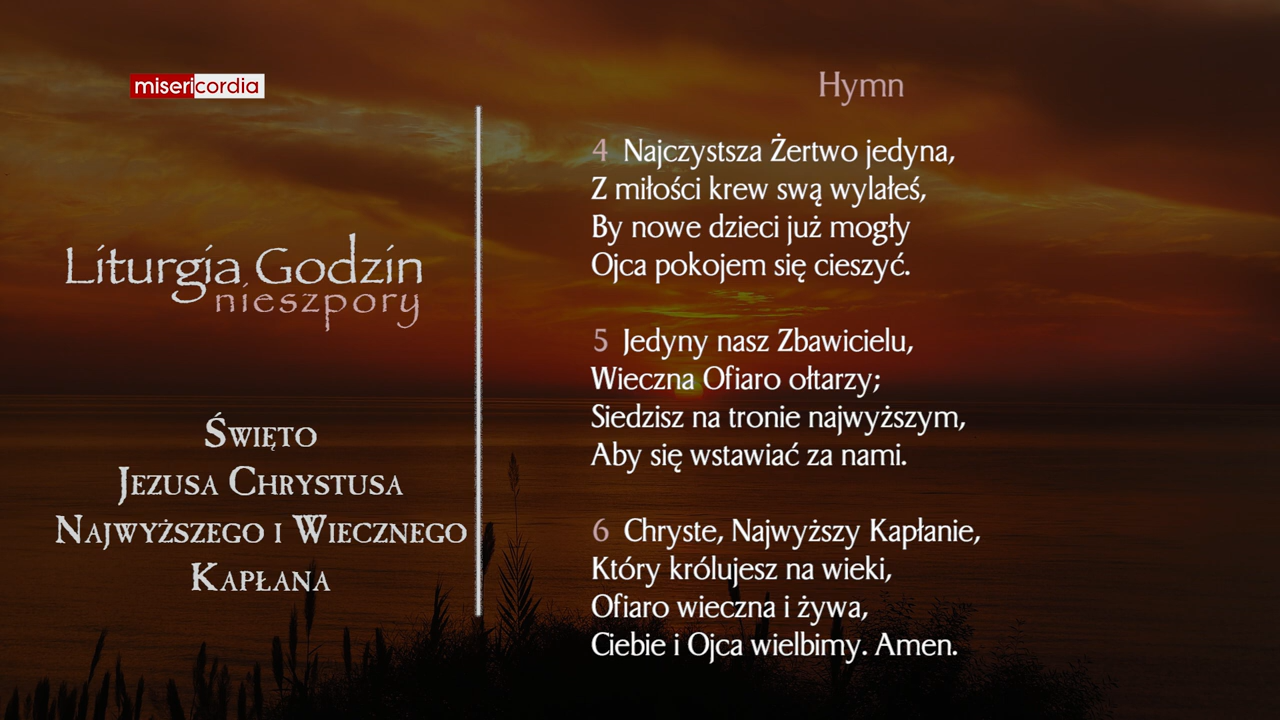 misericordia
Liturgia Godzin
nieszpory
Święto
Jezusa Chrystusa
Najwyższego i Wiecznego
Kapłana
Hymn
4 Najczystsza Żertwo jedyna,
Z miłości krew swą wylałeś,
By nowe dzieci już mogły
Ojca pokojem się cieszyć.
5 Jedyny nasz Zbawicielu,
Wieczna Ofiaro ołtarzy;
Siedzisz na tronie najwyższym,
Aby się wstawiać za nami.
6 Chryste, Najwyższy Kapłanie,
Który królujesz na wieki,
Ofiaro wieczna i żywa,
Ciebie i Ojca wielbimy. Amen.